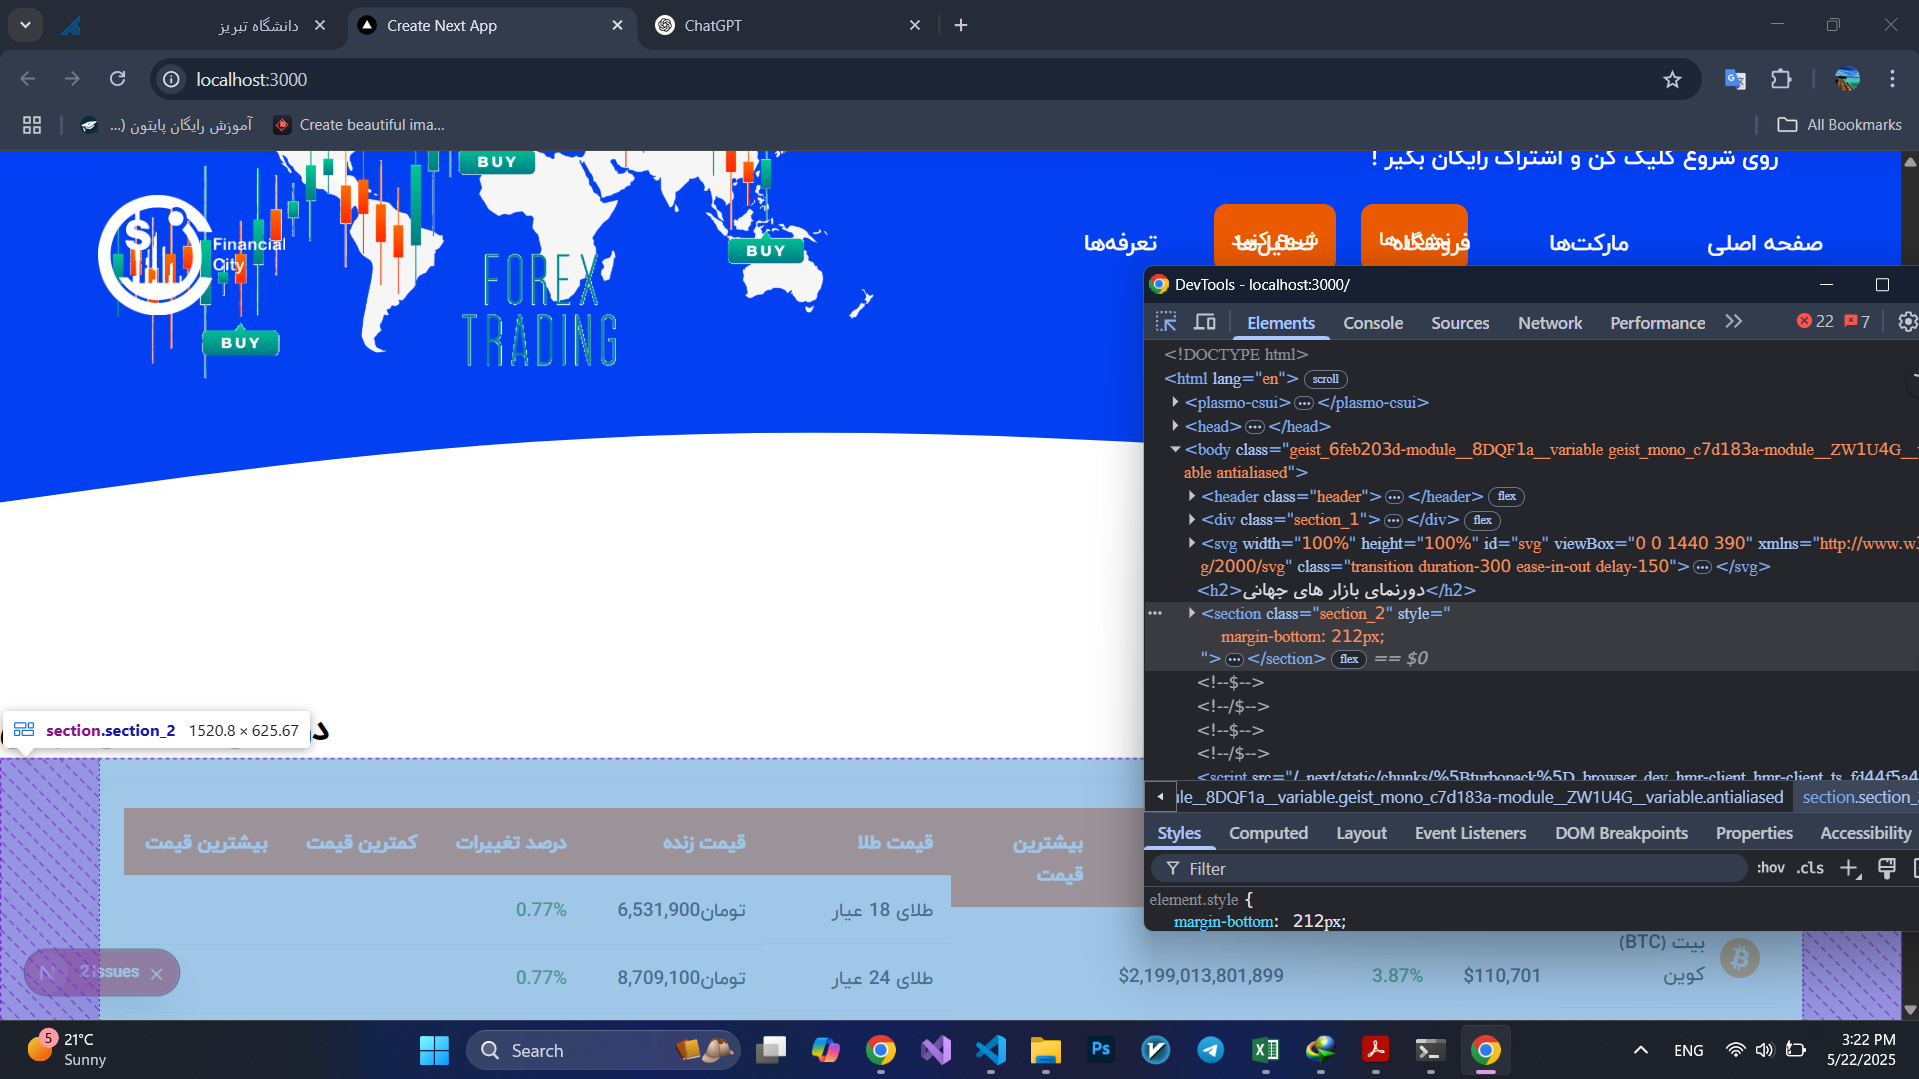 دانشگاه تبریز
Create Next App
ChatGPT
localhost:3000
آموزش رایگان پایتون (...
Create beautiful ima...
All Bookmarks
روی شروع کلیک کن و اشتراک رایگان بگیر !
BUY
Financial
City
$
FOREX
TRADING
BUY
BUY
صفحه اصلی
مارکت‌ها
فروشگاه
تحلیل‌ها
تعرفه‌ها
DevTools - localhost:3000/
Elements
Console
Sources
Network
Performance
22
7
<!DOCTYPE html>
<html lang="en">
scroll
<plasmo-csui> ... </plasmo-csui>
<head> ... </head>
<body class="geist_6feb203d-module__8DQF1a__variable geist_mono_c7d183a-module__ZW1U4G__
able antialiased">
<header class="header"> ... </header> flex
<div class="section_1"> ... </div> flex
<svg width="100%" height="100%" id="svg" viewBox="0 0 1440 390" xmlns="http://www.w3
g/2000/svg" class="transition duration-300 ease-in-out delay-150"> ... </svg>
<h2>دورنمای بازار های جهانی</h2>
<section class="section_2" style="
margin-bottom: 212px;
"> ... </section> flex == $0
<!--$-->
<!--/$-->
<!--$-->
<!--/$-->
<script src="/_next/static/chunks/%5Bturbopack%5D_browser_dev_hmr-client_hmr-client_ts_fd44f5a4
ule__8DQF1a__variable.geist_mono_c7d183a-module__ZW1U4G__variable.antialiased
section.section_
Styles
Computed
Layout
Event Listeners
DOM Breakpoints
Properties
Accessibility
Filter
:hov
.cls
element.style {
margin-bottom: 212px;
section.section_2 1520.8 × 625.67
د
بیشترین
قیمت
قیمت طلا
قیمت زنده
درصد تغییرات
کمترین قیمت
بیشترین قیمت
طلای 18 عیار
تومان6,531,900
0.77%
طلای 24 عیار
تومان8,709,100
0.77%
بیت (BTC)
کوین
$110,701
3.87%
$2,199,013,801,899
N
2 Issues
5
21°C
Sunny
Search
Ps
ENG
3:22 PM
5/22/2025